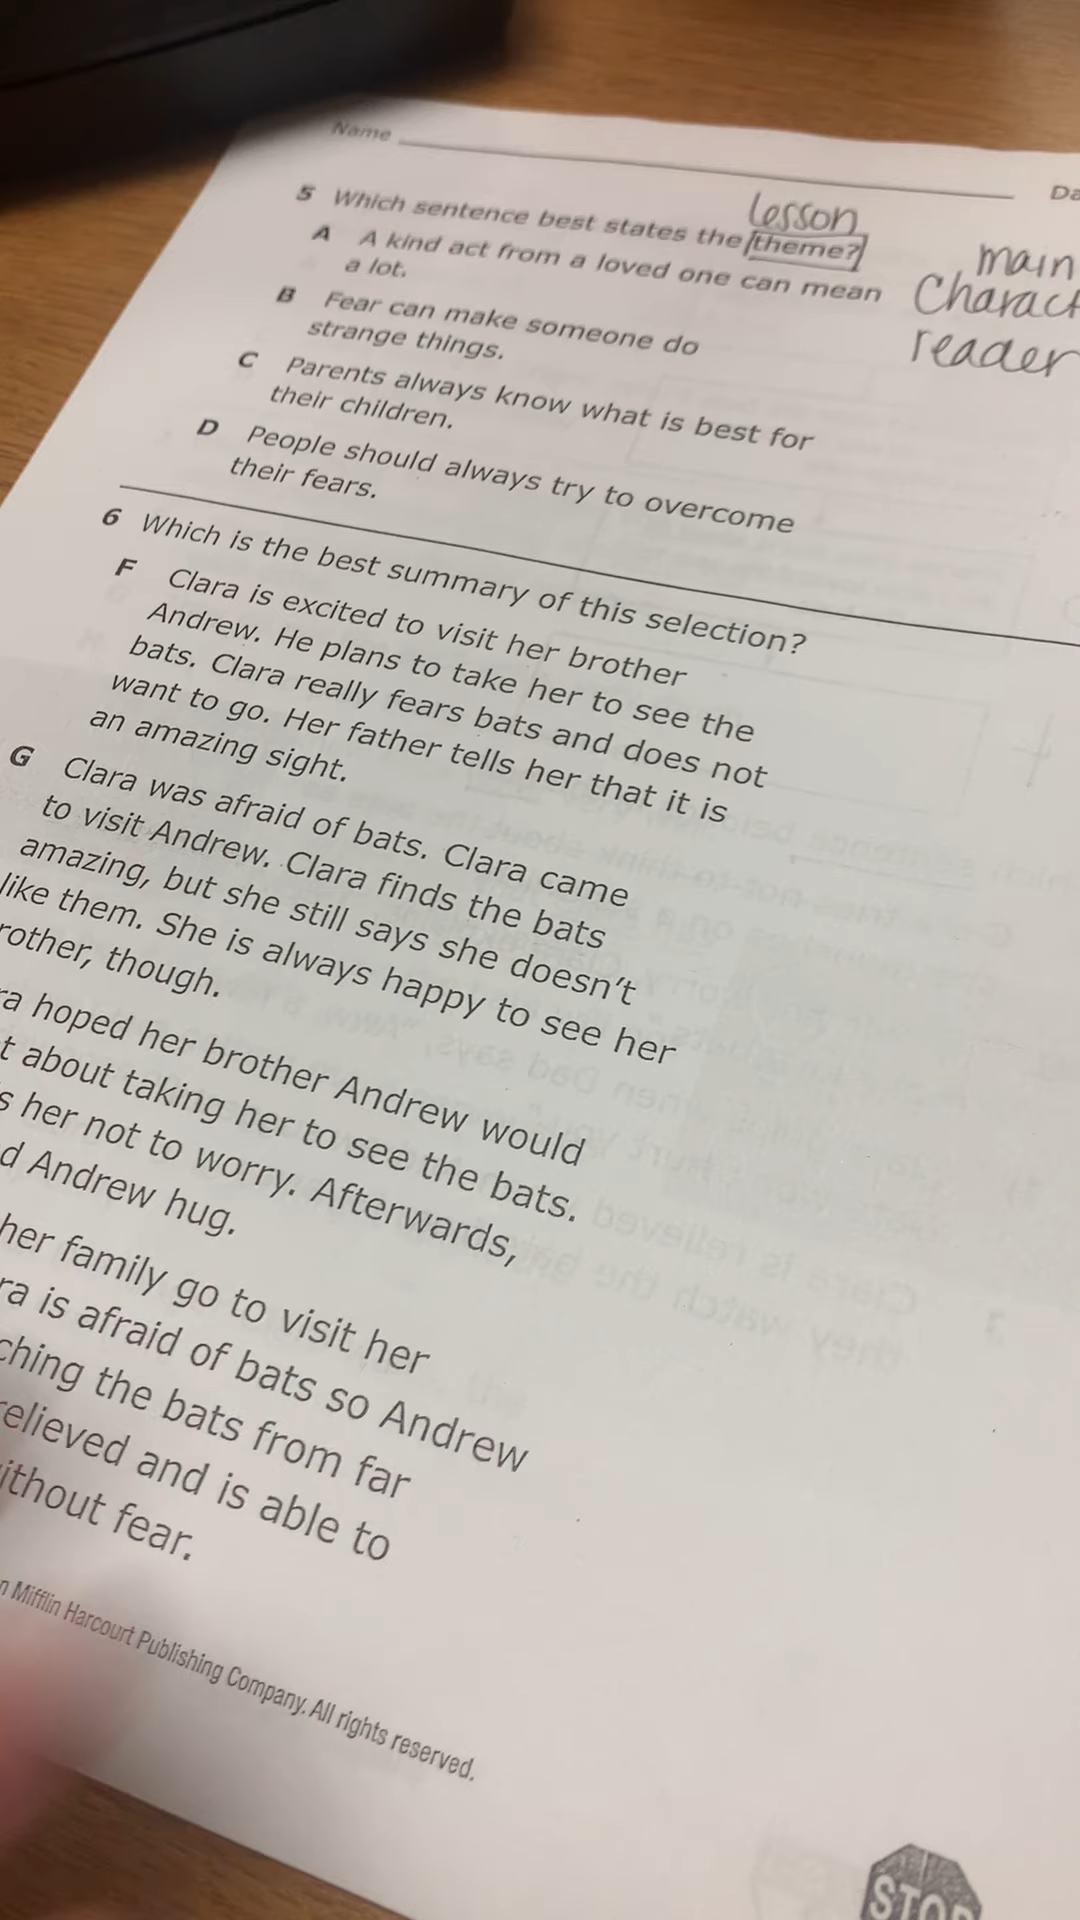 Name
5 Which sentence best states the theme?
lesson
A A kind act from a loved one can mean
a lot.
main
reader
B Fear can make someone do
strange things.
C Parents always know what is best for
their children.
D People should always try to overcome
their fears.
6 Which is the best summary of this selection?
F Clara is excited to visit her brother
Andrew. He plans to take her to see the
bats. Clara really fears bats and does not
want to go. Her father tells her that it is
an amazing sight.
G Clara was afraid of bats. Clara came
to visit Andrew. Clara finds the bats
amazing, but she still says she doesn't
like them. She is always happy to see her
though.
hoped her brother Andrew would
about taking her to see the bats.
her not to worry. Afterwards,
Andrew hug.
her family go to visit her
is afraid of bats so Andrew
the bats from far
and is able to
fear.
Mifflin Harcourt Publishing Company. All rights reserved.
STOP